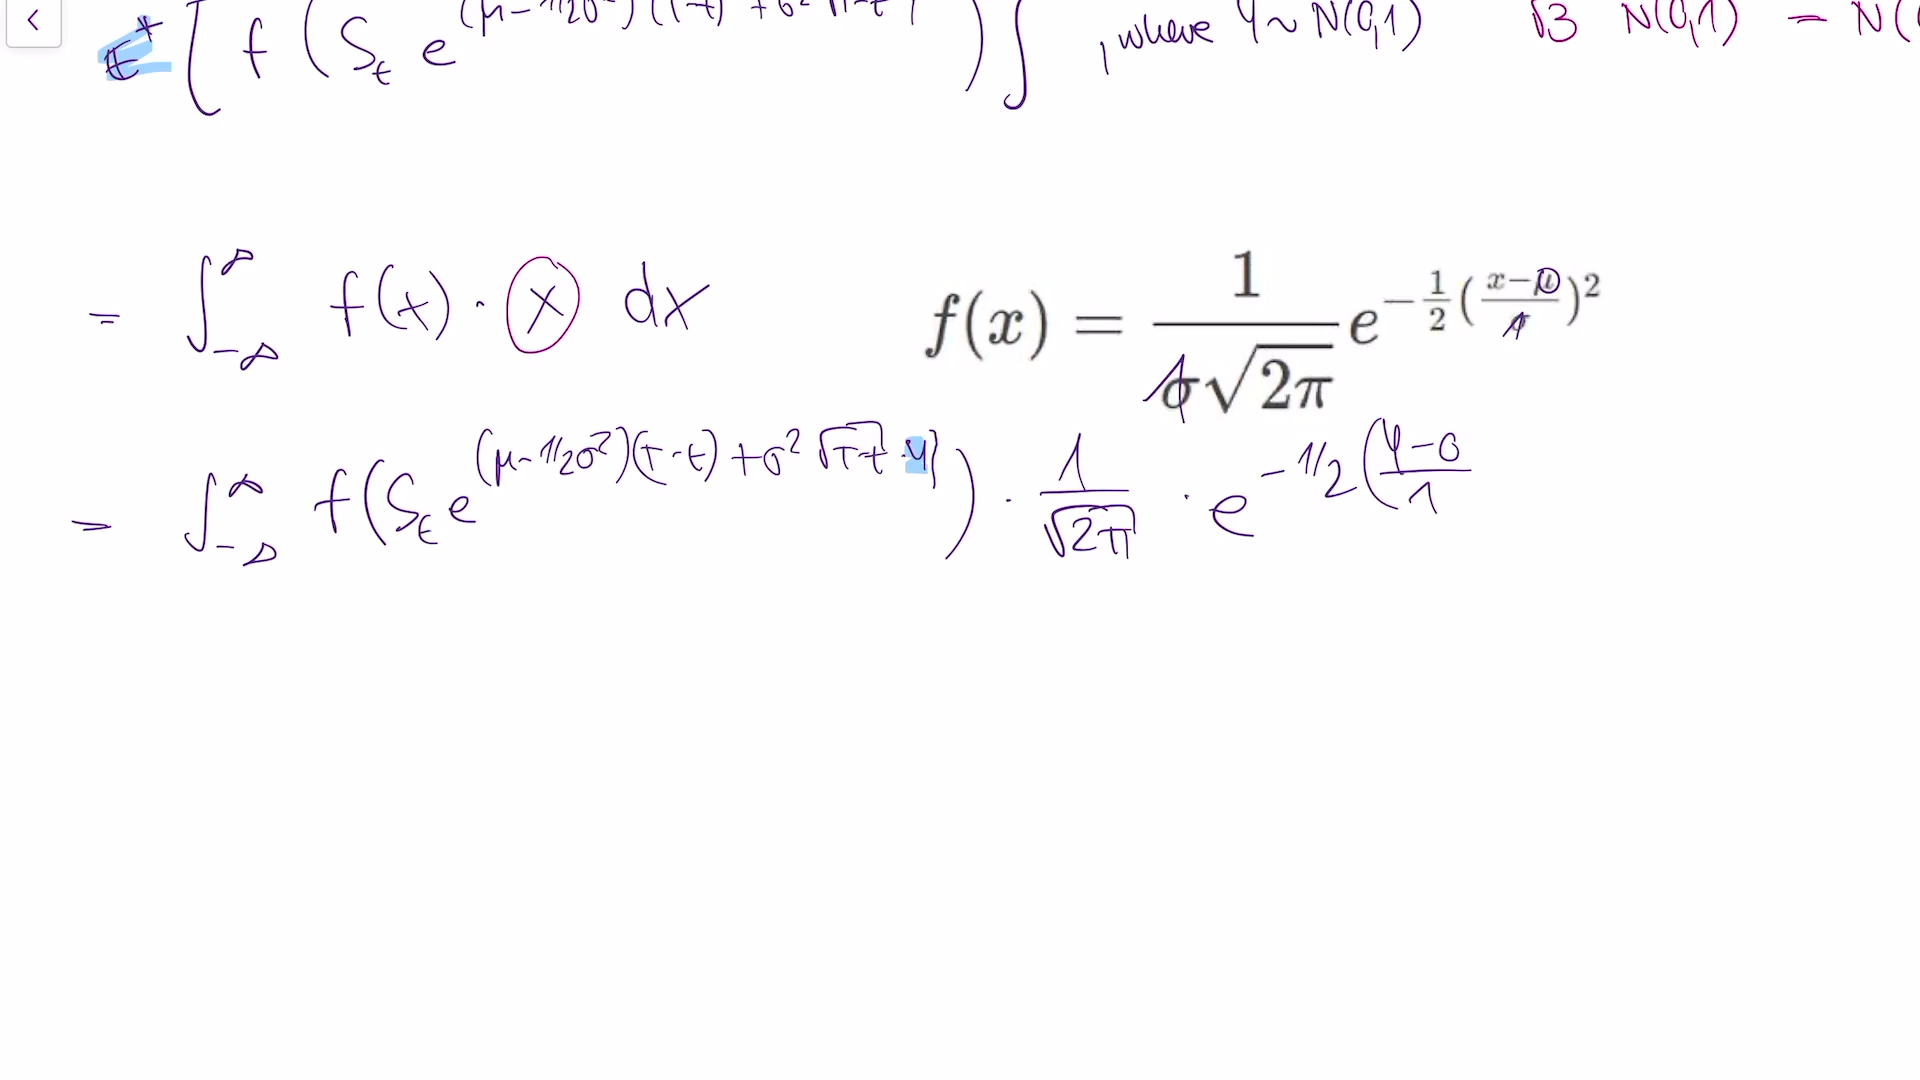 <
E* [ f ( S_t e^{(μ-1/2σ²)(T-t) + σ² √T-t Y} ) ] , where Y ~ N(0,1) √3 N(0,1) = N(
= ∫_{-∞}^{∞} f(x) · x dx
f(x) = 1/(σ√2π) e^{-1/2((x-μ)/σ)²}
= ∫_{-∞}^{∞} f(S_t e^{(μ-1/2σ²)(T-t) + σ² √T-t · Y}) · 1/√2π · e^{-1/2 (Y-0/1